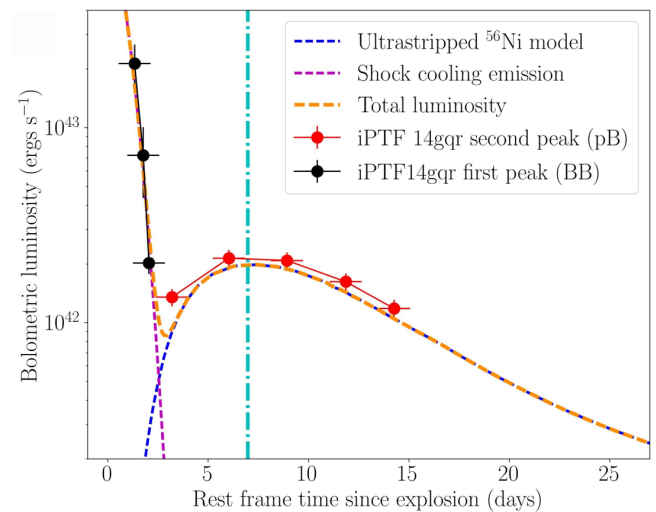 Ultrastripped ⁵⁶Ni model
Shock cooling emission
Total luminosity
iPTF 14gqr second peak (pB)
iPTF14gqr first peak (BB)
Bolometric luminosity (ergs s⁻¹)
10⁴³
10⁴²
0 5 10 15 20 25
Rest frame time since explosion (days)